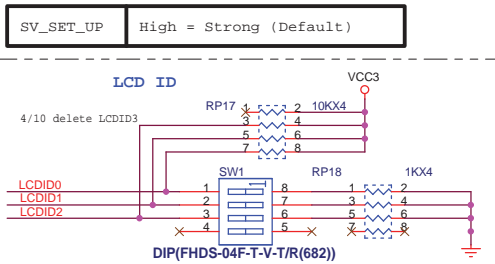 SV_SET_UP High = Strong (Default)
LCD ID
VCC3
RP17 1 2 10KX4
4/10 delete LCDID3
3 4
5 6
7 8
SW1 RP18 1KX4
LCDID0 1 8 1 2
LCDID1 2 7 3 4
LCDID2 3 6 5 6
4 5 7 8
1
DIP(FHDS-04F-T-V-T/R(682))